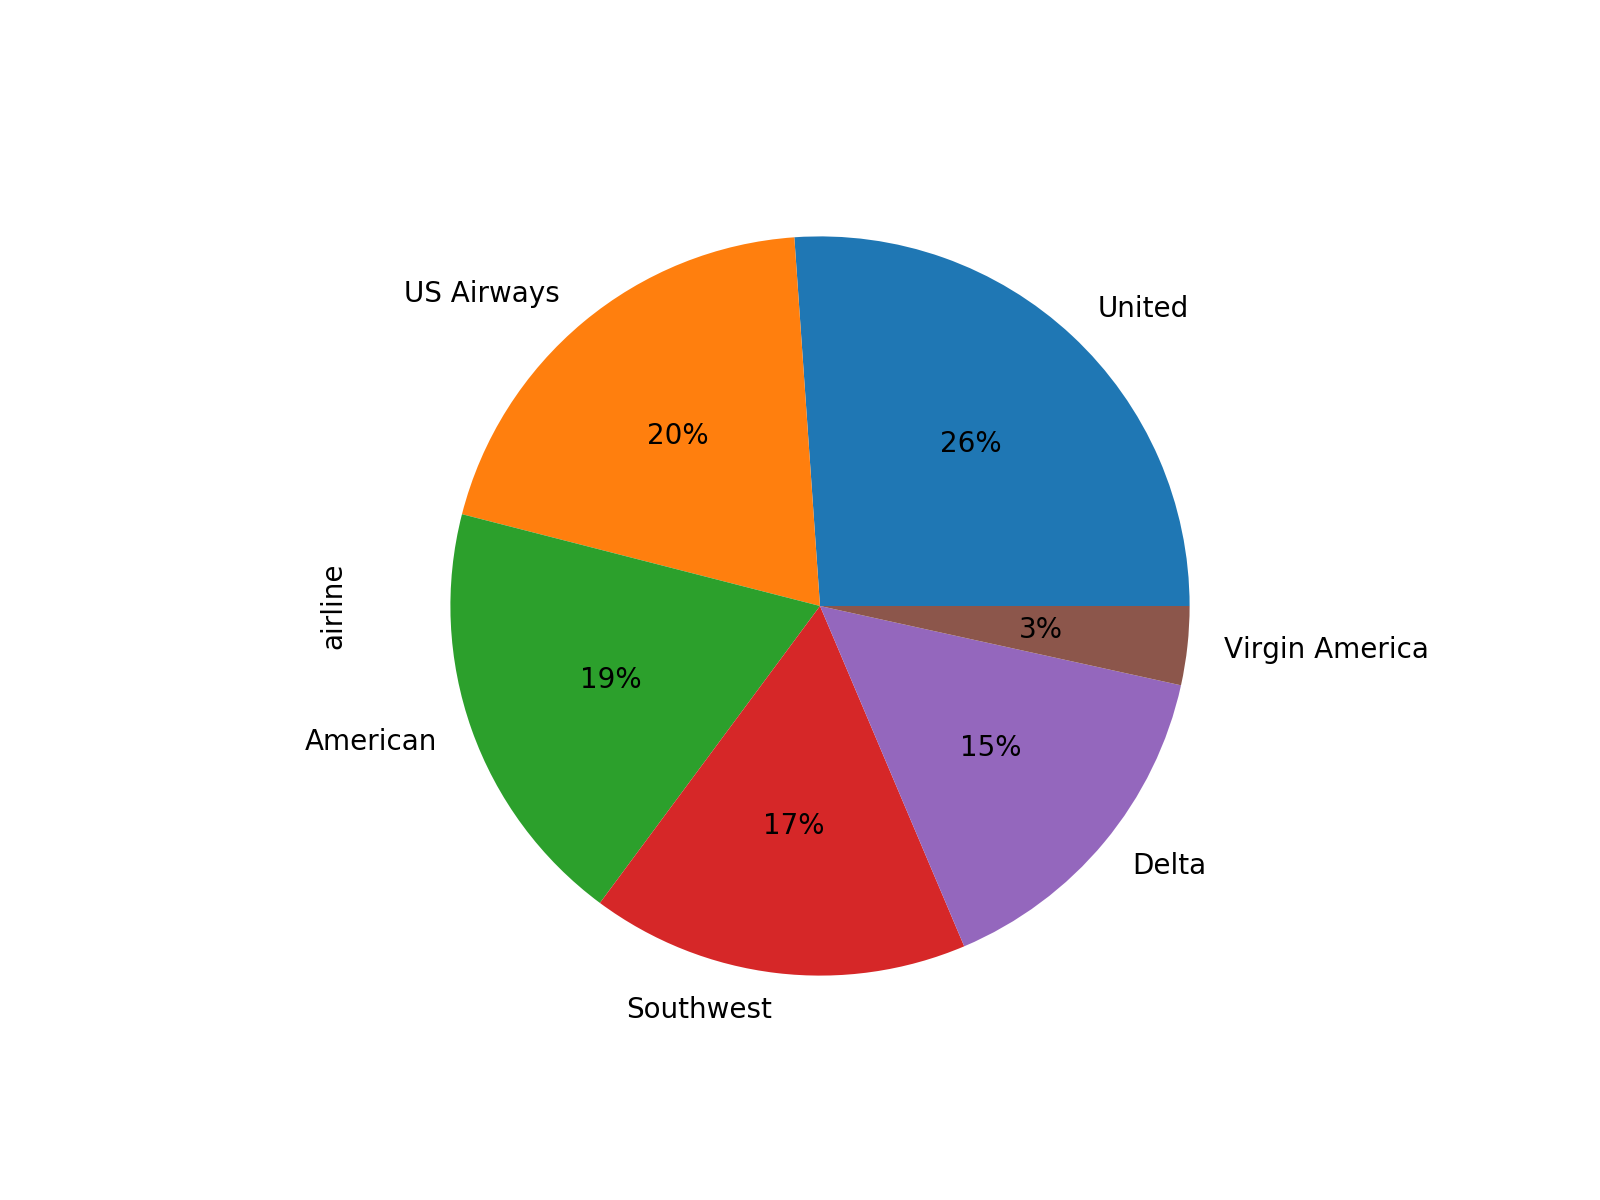 US Airways
United
20%
26%
airline
3%
Virgin America
19%
American
15%
17%
Delta
Southwest